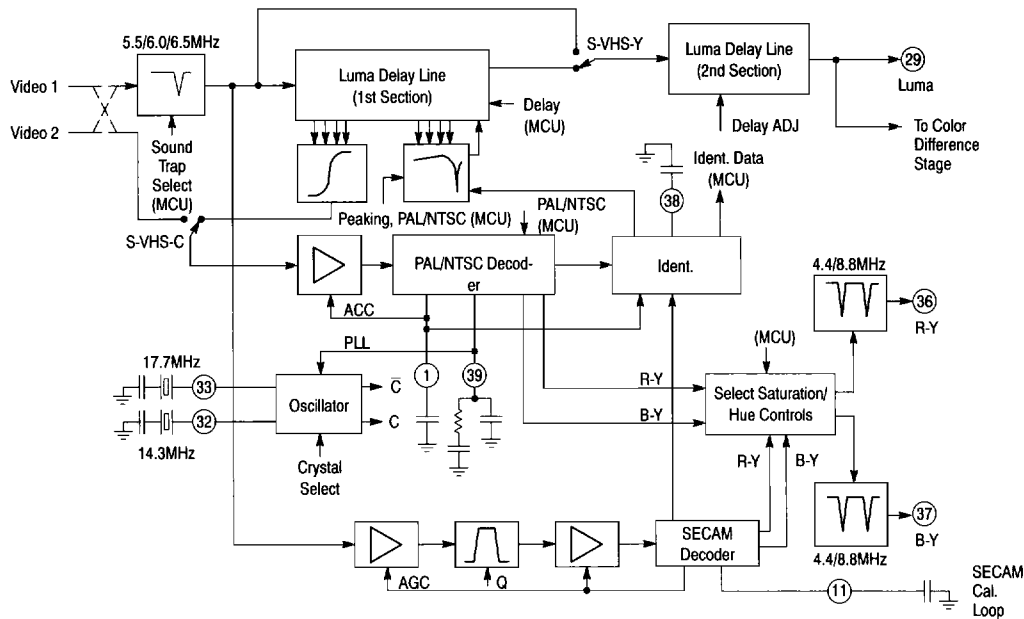 5.5/6.0/6.5MHz
Video 1
Video 2
Sound
Trap
Select
(MCU)
Luma Delay Line
(1st Section)
S-VHS-Y
Luma Delay Line
(2nd Section)
29
Luma
Delay
(MCU)
Delay ADJ
To Color
Difference
Stage
Ident. Data
(MCU)
38
Peaking, PAL/NTSC (MCU)
PAL/NTSC
(MCU)
S-VHS-C
PAL/NTSC Decod-
er
Ident.
4.4/8.8MHz
36
R-Y
ACC
PLL
17.7MHz
33
32
14.3MHz
Oscillator
C̅
C
Crystal
Select
1
39
R-Y
B-Y
(MCU)
Select Saturation/
Hue Controls
R-Y
B-Y
37
B-Y
4.4/8.8MHz
AGC
Q
SECAM
Decoder
11
SECAM
Cal.
Loop